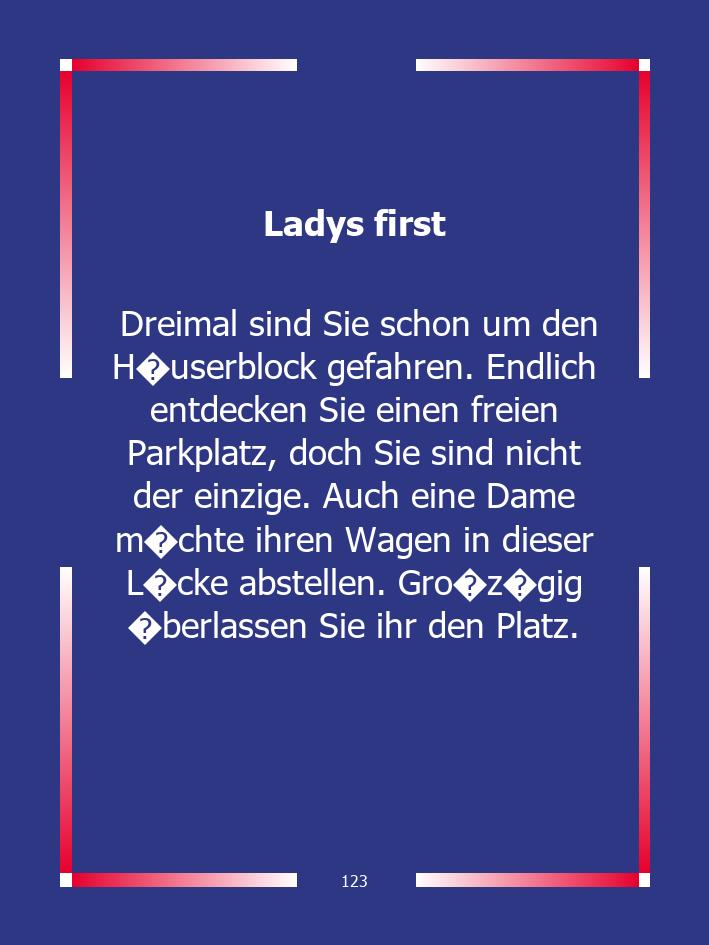 Ladys first
Dreimal sind Sie schon um den
H�userblock gefahren. Endlich
entdecken Sie einen freien
Parkplatz, doch Sie sind nicht
der einzige. Auch eine Dame
m�chte ihren Wagen in dieser
L�cke abstellen. Gro�z�gig
�berlassen Sie ihr den Platz.
123